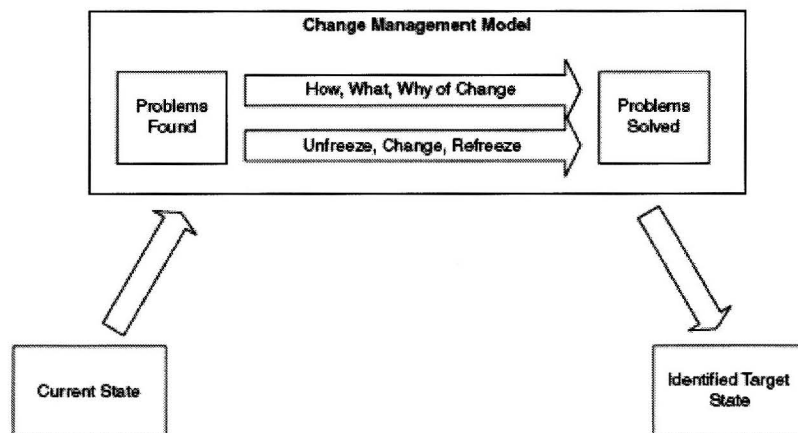 Change Management Model
Problems
Found
How, What, Why of Change
Unfreeze, Change, Refreeze
Problems
Solved
Current State
Identified Target
State